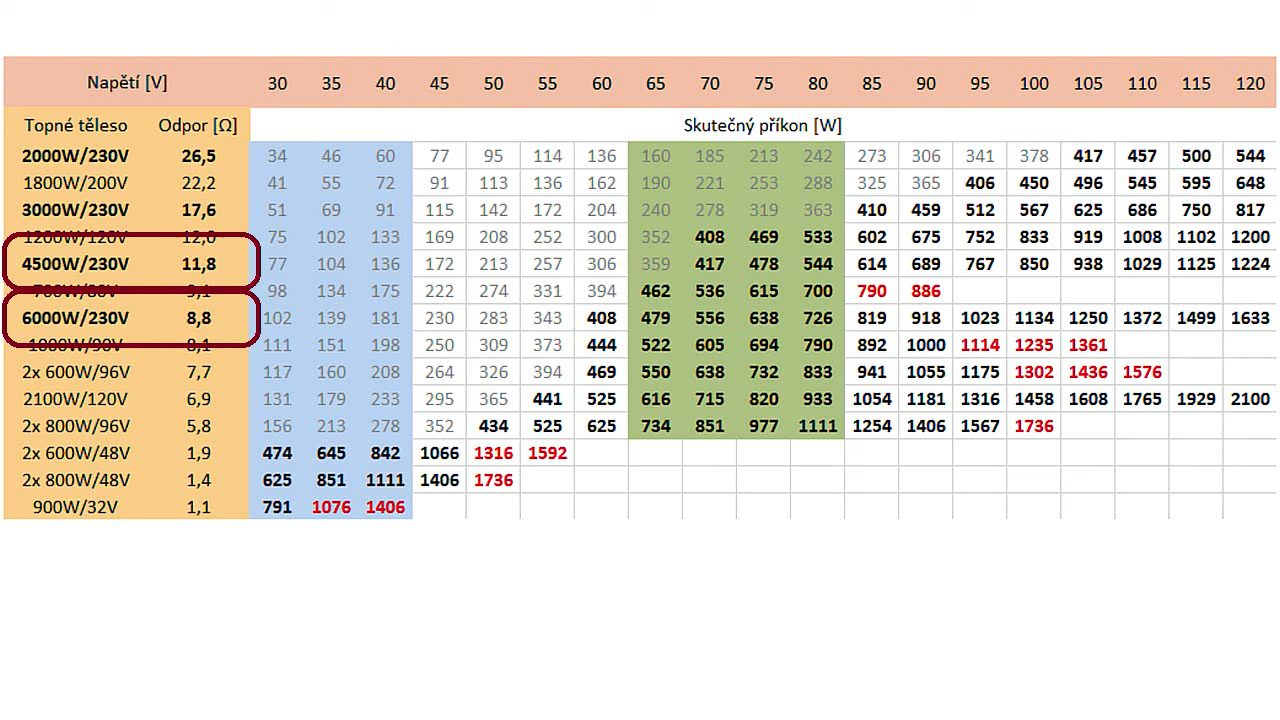 Napětí [V] 30 35 40 45 50 55 60 65 70 75 80 85 90 95 100 105 110 115 120
Topné těleso Odpor [Ω] Skutečný příkon [W]
2000W/230V 26,5 34 46 60 77 95 114 136 160 185 213 242 273 306 341 378 417 457 500 544
1800W/200V 22,2 41 55 72 91 113 136 162 190 221 253 288 325 365 406 450 496 545 595 648
3000W/230V 17,6 51 69 91 115 142 172 204 240 278 319 363 410 459 512 567 625 686 750 817
1200W/120V 12,0 75 102 133 169 208 252 300 352 408 469 533 602 675 752 833 919 1008 1102 1200
4500W/230V 11,8 77 104 136 172 213 257 306 359 417 478 544 614 689 767 850 938 1029 1125 1224
700W/80V 9,1 98 134 175 222 274 331 394 462 536 615 700 790 886
6000W/230V 8,8 102 139 181 230 283 343 408 479 556 638 726 819 918 1023 1134 1250 1372 1499 1633
1000W/90V 8,1 111 151 198 250 309 373 444 522 605 694 790 892 1000 1114 1235 1361
2x 600W/96V 7,7 117 160 208 264 326 394 469 550 638 732 833 941 1055 1175 1302 1436 1576
2100W/120V 6,9 131 179 233 295 365 441 525 616 715 820 933 1054 1181 1316 1458 1608 1765 1929 2100
2x 800W/96V 5,8 156 213 278 352 434 525 625 734 851 977 1111 1254 1406 1567 1736
2x 600W/48V 1,9 474 645 842 1066 1316 1592
2x 800W/48V 1,4 625 851 1111 1406 1736
900W/32V 1,1 791 1076 1406